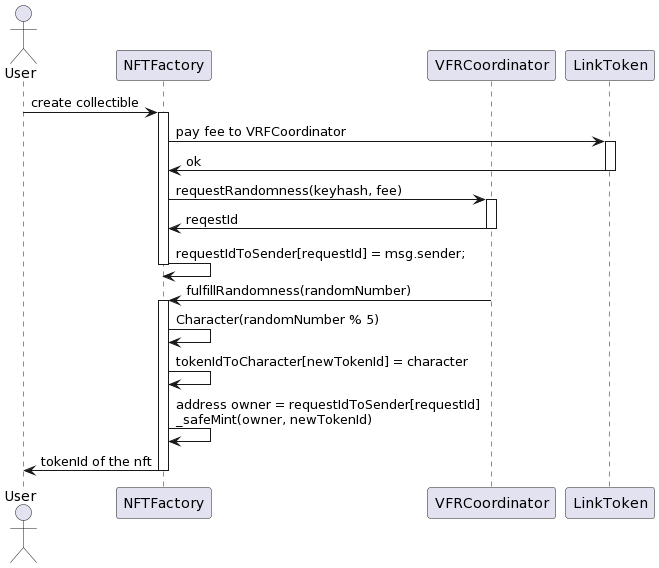 User
NFTFactory
VFRCoordinator
LinkToken
create collectible
pay fee to VRFCoordinator
ok
requestRandomness(keyhash, fee)
reqestId
requestIdToSender[requestId] = msg.sender;
fulfillRandomness(randomNumber)
Character(randomNumber % 5)
tokenIdToCharacter[newTokenId] = character
address owner = requestIdToSender[requestId]
_safeMint(owner, newTokenId)
tokenId of the nft
User
NFTFactory
VFRCoordinator
LinkToken